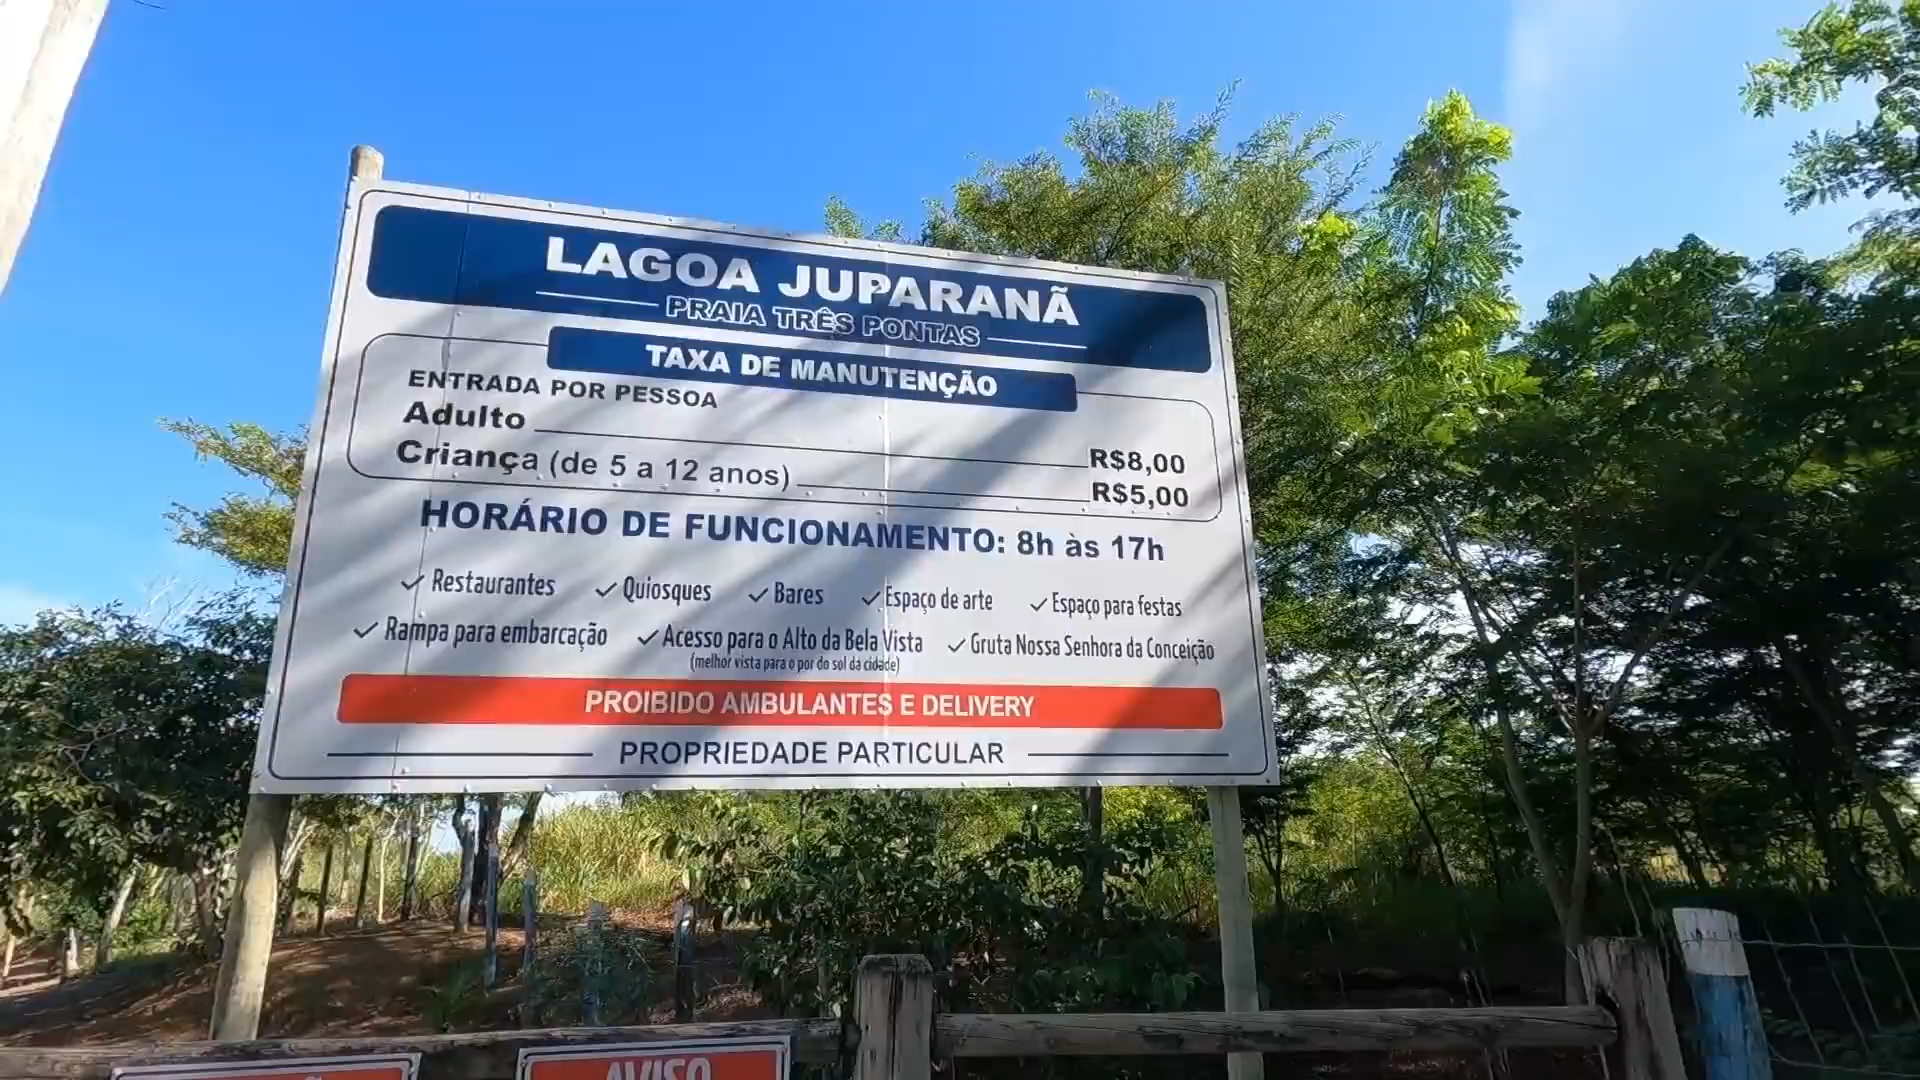 LAGOA JUPARANÃ
PRAIA TRÊS PONTAS
TAXA DE MANUTENÇÃO
ENTRADA POR PESSOA
Adulto R$8,00
Criança (de 5 a 12 anos) R$5,00
HORÁRIO DE FUNCIONAMENTO: 8h às 17h
Restaurantes Quiosques Bares Espaço de arte Espaço para festas
Rampa para embarcação Acesso para o Alto da Bela Vista Gruta Nossa Senhora da Conceição
(melhor vista para o por do sol da cidade)
PROIBIDO AMBULANTES E DELIVERY
PROPRIEDADE PARTICULAR
AVISO